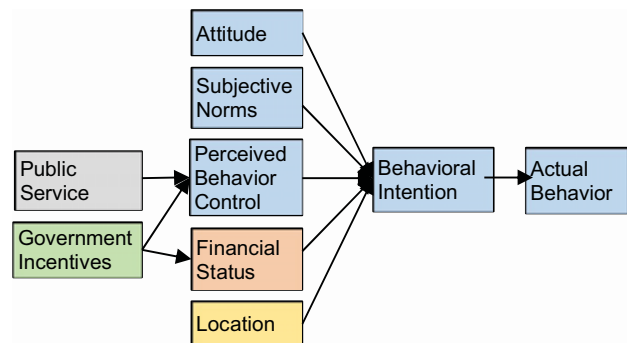 Attitude
Subjective
Norms
Public
Service
Perceived
Behavior
Control
Behavioral
Intention
Actual
Behavior
Government
Incentives
Financial
Status
Location